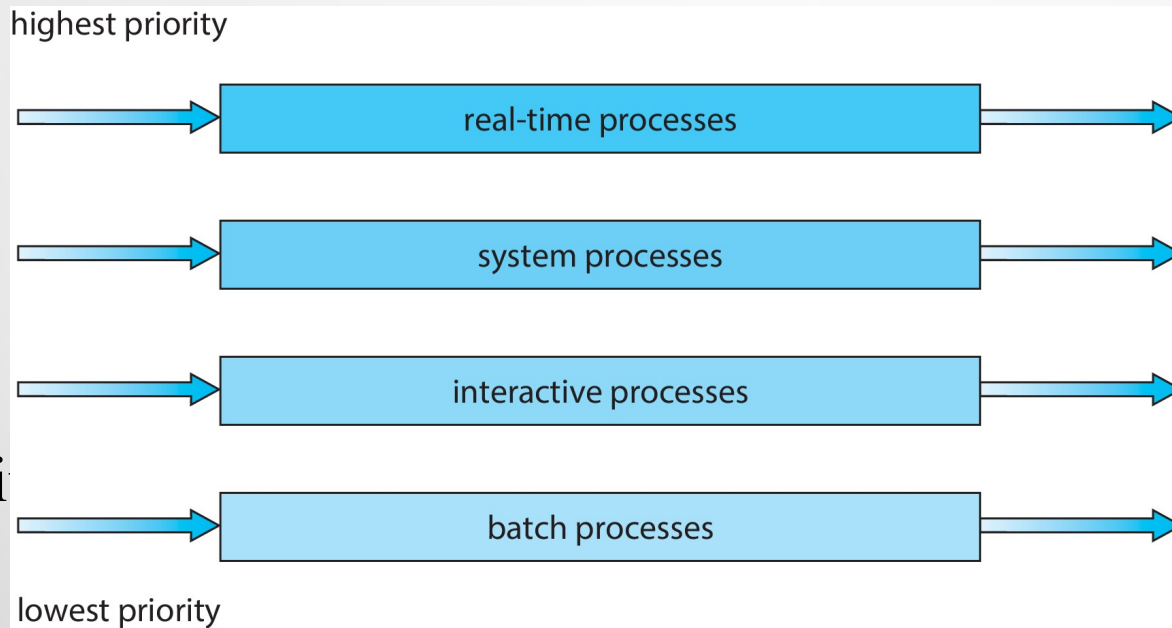 highest priority
real-time processes
system processes
interactive processes
batch processes
lowest priority